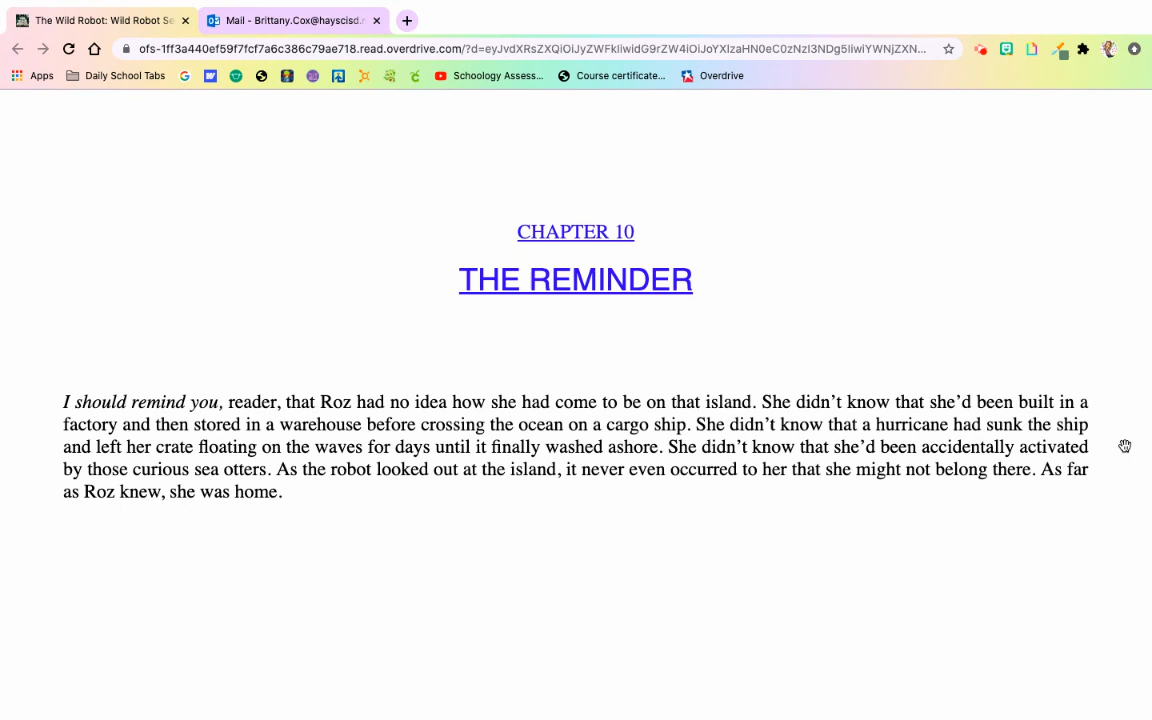 The Wild Robot: Wild Robot Se
Mail - Brittany.Cox@hayscisd.
ofs-1ff3a440ef59f7fcf7a6c386c79ae718.read.overdrive.com/?d=eyJvdXRsZXQiOiJyZWFkIiwidG9rZW4iOiJoYXlzaHN0eC0zNzI3NDg5IiwiYWNjZXN...
Apps
Daily School Tabs
Schoology Assess...
Course certificate...
Overdrive
CHAPTER 10
THE REMINDER
I should remind you, reader, that Roz had no idea how she had come to be on that island. She didn’t know that she’d been built in a
factory and then stored in a warehouse before crossing the ocean on a cargo ship. She didn’t know that a hurricane had sunk the ship
and left her crate floating on the waves for days until it finally washed ashore. She didn’t know that she’d been accidentally activated
by those curious sea otters. As the robot looked out at the island, it never even occurred to her that she might not belong there. As far
as Roz knew, she was home.